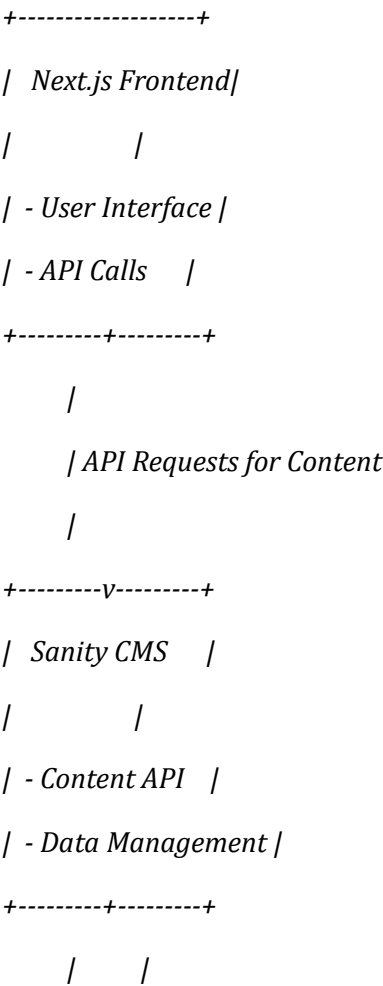 +-------------------+
|   Next.js Frontend|
|                   |
|  - User Interface |
|  - API Calls      |
+---------+---------+
          |
          | API Requests for Content
          |
+---------v---------+
|   Sanity CMS      |
|                   |
|  - Content API    |
|  - Data Management |
+---------+---------+
          |          |